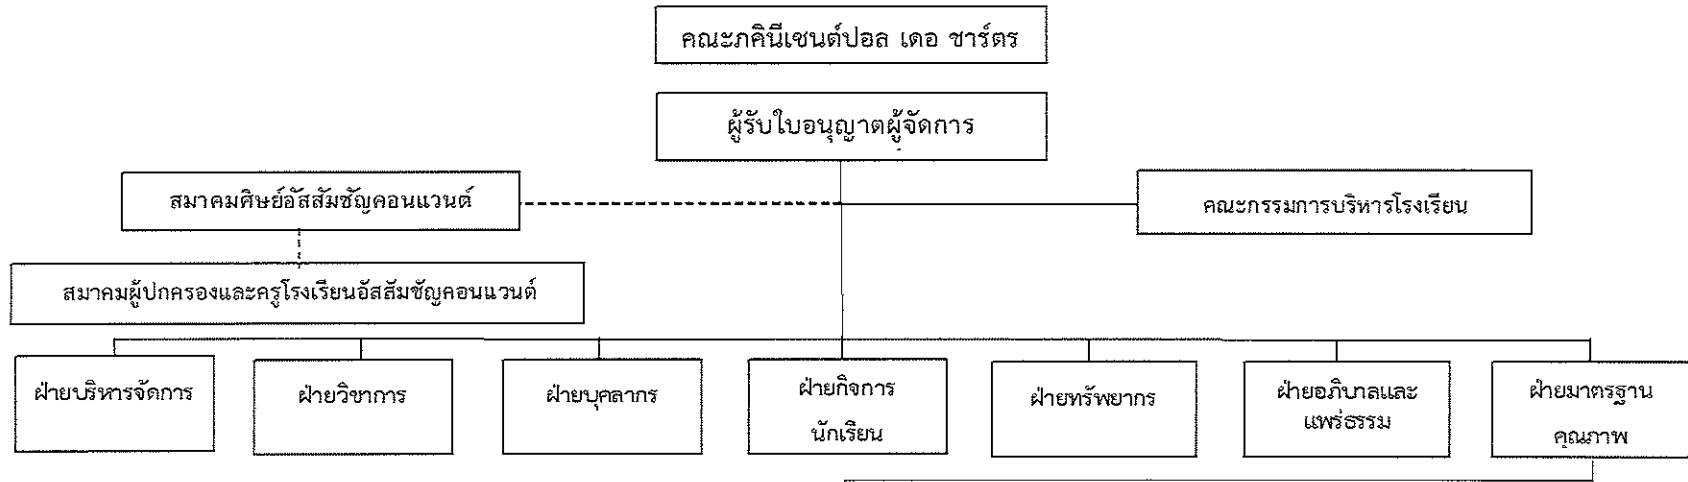 คณะภคินีเซนต์ปอล เดอ ชาร์ตร
ผู้รับใบอนุญาตผู้จัดการ
สมาคมศิษย์อัสสัมชัญคอนแวนต์
คณะกรรมการบริหารโรงเรียน
สมาคมผู้ปกครองและครูโรงเรียนอัสสัมชัญคอนแวนต์
ฝ่ายบริหารจัดการ
ฝ่ายวิชาการ
ฝ่ายบุคลากร
ฝ่ายกิจการ
นักเรียน
ฝ่ายทรัพยากร
ฝ่ายอภิบาลและ
แพร่ธรรม
ฝ่ายมาตรฐาน
คุณภาพ